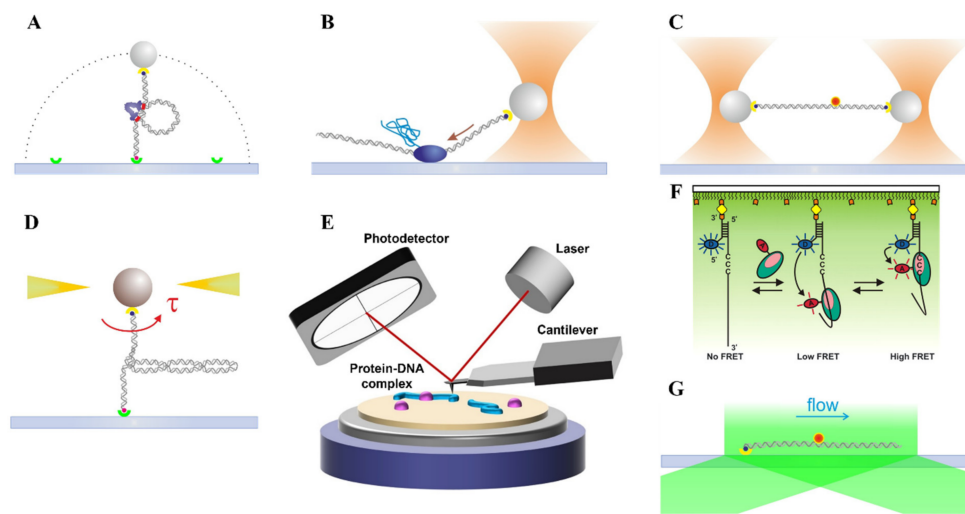 A
B
C
D
τ
E
Photodetector
Laser
Cantilever
Protein-DNA
complex
F
3'
5'
D
5'
C
C
C
3'
No FRET
A
D
C
C
C
A
Low FRET
D
A
C
C
C
High FRET
G
flow